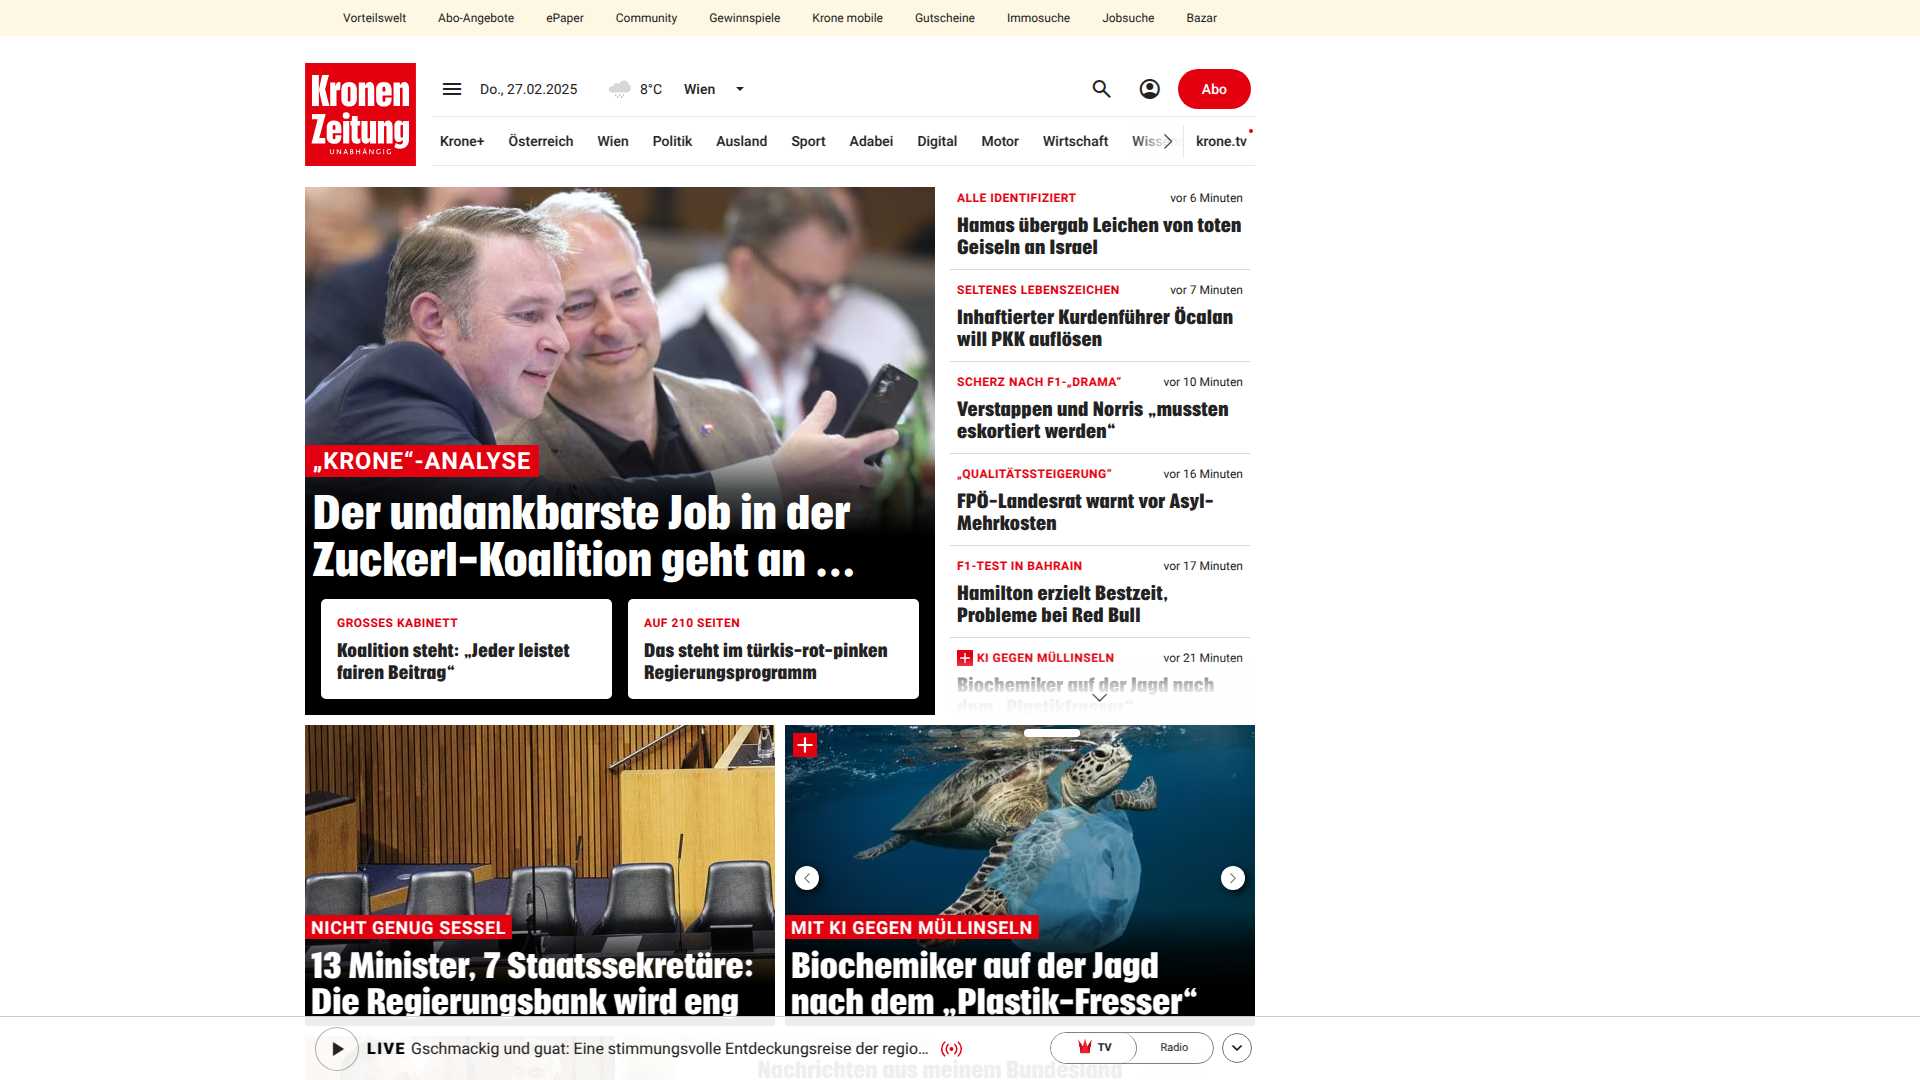 Vorteilswelt Abo-Angebote ePaper Community Gewinnspiele Krone mobile Gutscheine Immosuche Jobsuche Bazar
Kronen
Zeitung
UNABHÄNGIG
Do., 27.02.2025 8°C Wien
Abo
Krone+ Österreich Wien Politik Ausland Sport Adabei Digital Motor Wirtschaft Wissen krone.tv
„KRONE“-ANALYSE
Der undankbarste Job in der
Zuckerl-Koalition geht an ...
GROSSES KABINETT
Koalition steht: „Jeder leistet
fairen Beitrag“
AUF 210 SEITEN
Das steht im türkis-rot-pinken
Regierungsprogramm
ALLE IDENTIFIZIERT vor 6 Minuten
Hamas übergab Leichen von toten
Geiseln an Israel
SELTENES LEBENSZEICHEN vor 7 Minuten
Inhaftierter Kurdenführer Öcalan
will PKK auflösen
SCHERZ NACH F1-„DRAMA“ vor 10 Minuten
Verstappen und Norris „mussten
eskortiert werden“
„QUALITÄTSSTEIGERUNG“ vor 16 Minuten
FPÖ-Landesrat warnt vor Asyl-
Mehrkosten
F1-TEST IN BAHRAIN vor 17 Minuten
Hamilton erzielt Bestzeit,
Probleme bei Red Bull
KI GEGEN MÜLLINSELN vor 21 Minuten
Biochemiker auf der Jagd nach
dem „Plastikfresser“
NICHT GENUG SESSEL
13 Minister, 7 Staatssekretäre:
Die Regierungsbank wird eng
MIT KI GEGEN MÜLLINSELN
Biochemiker auf der Jagd
nach dem „Plastik-Fresser“
LIVE Gschmackig und guat: Eine stimmungsvolle Entdeckungsreise der regio...
TV Radio
Nachrichten aus meinem Bundesland